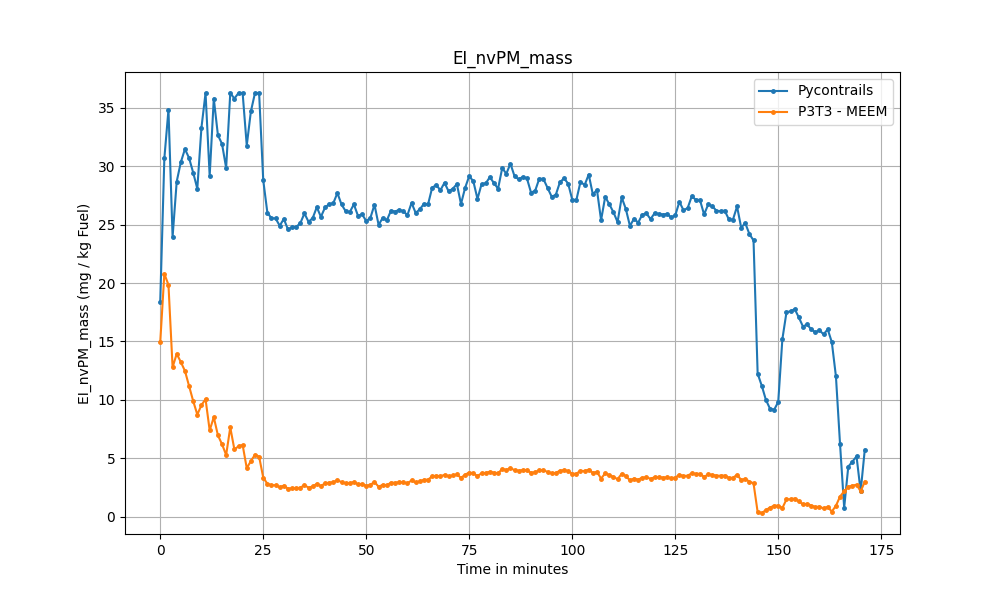 EI_nvPM_mass
Pycontrails
P3T3 - MEEM
EI_nvPM_mass (mg / kg Fuel)
35
30
25
20
15
10
5
0
0 25 50 75 100 125 150 175
Time in minutes